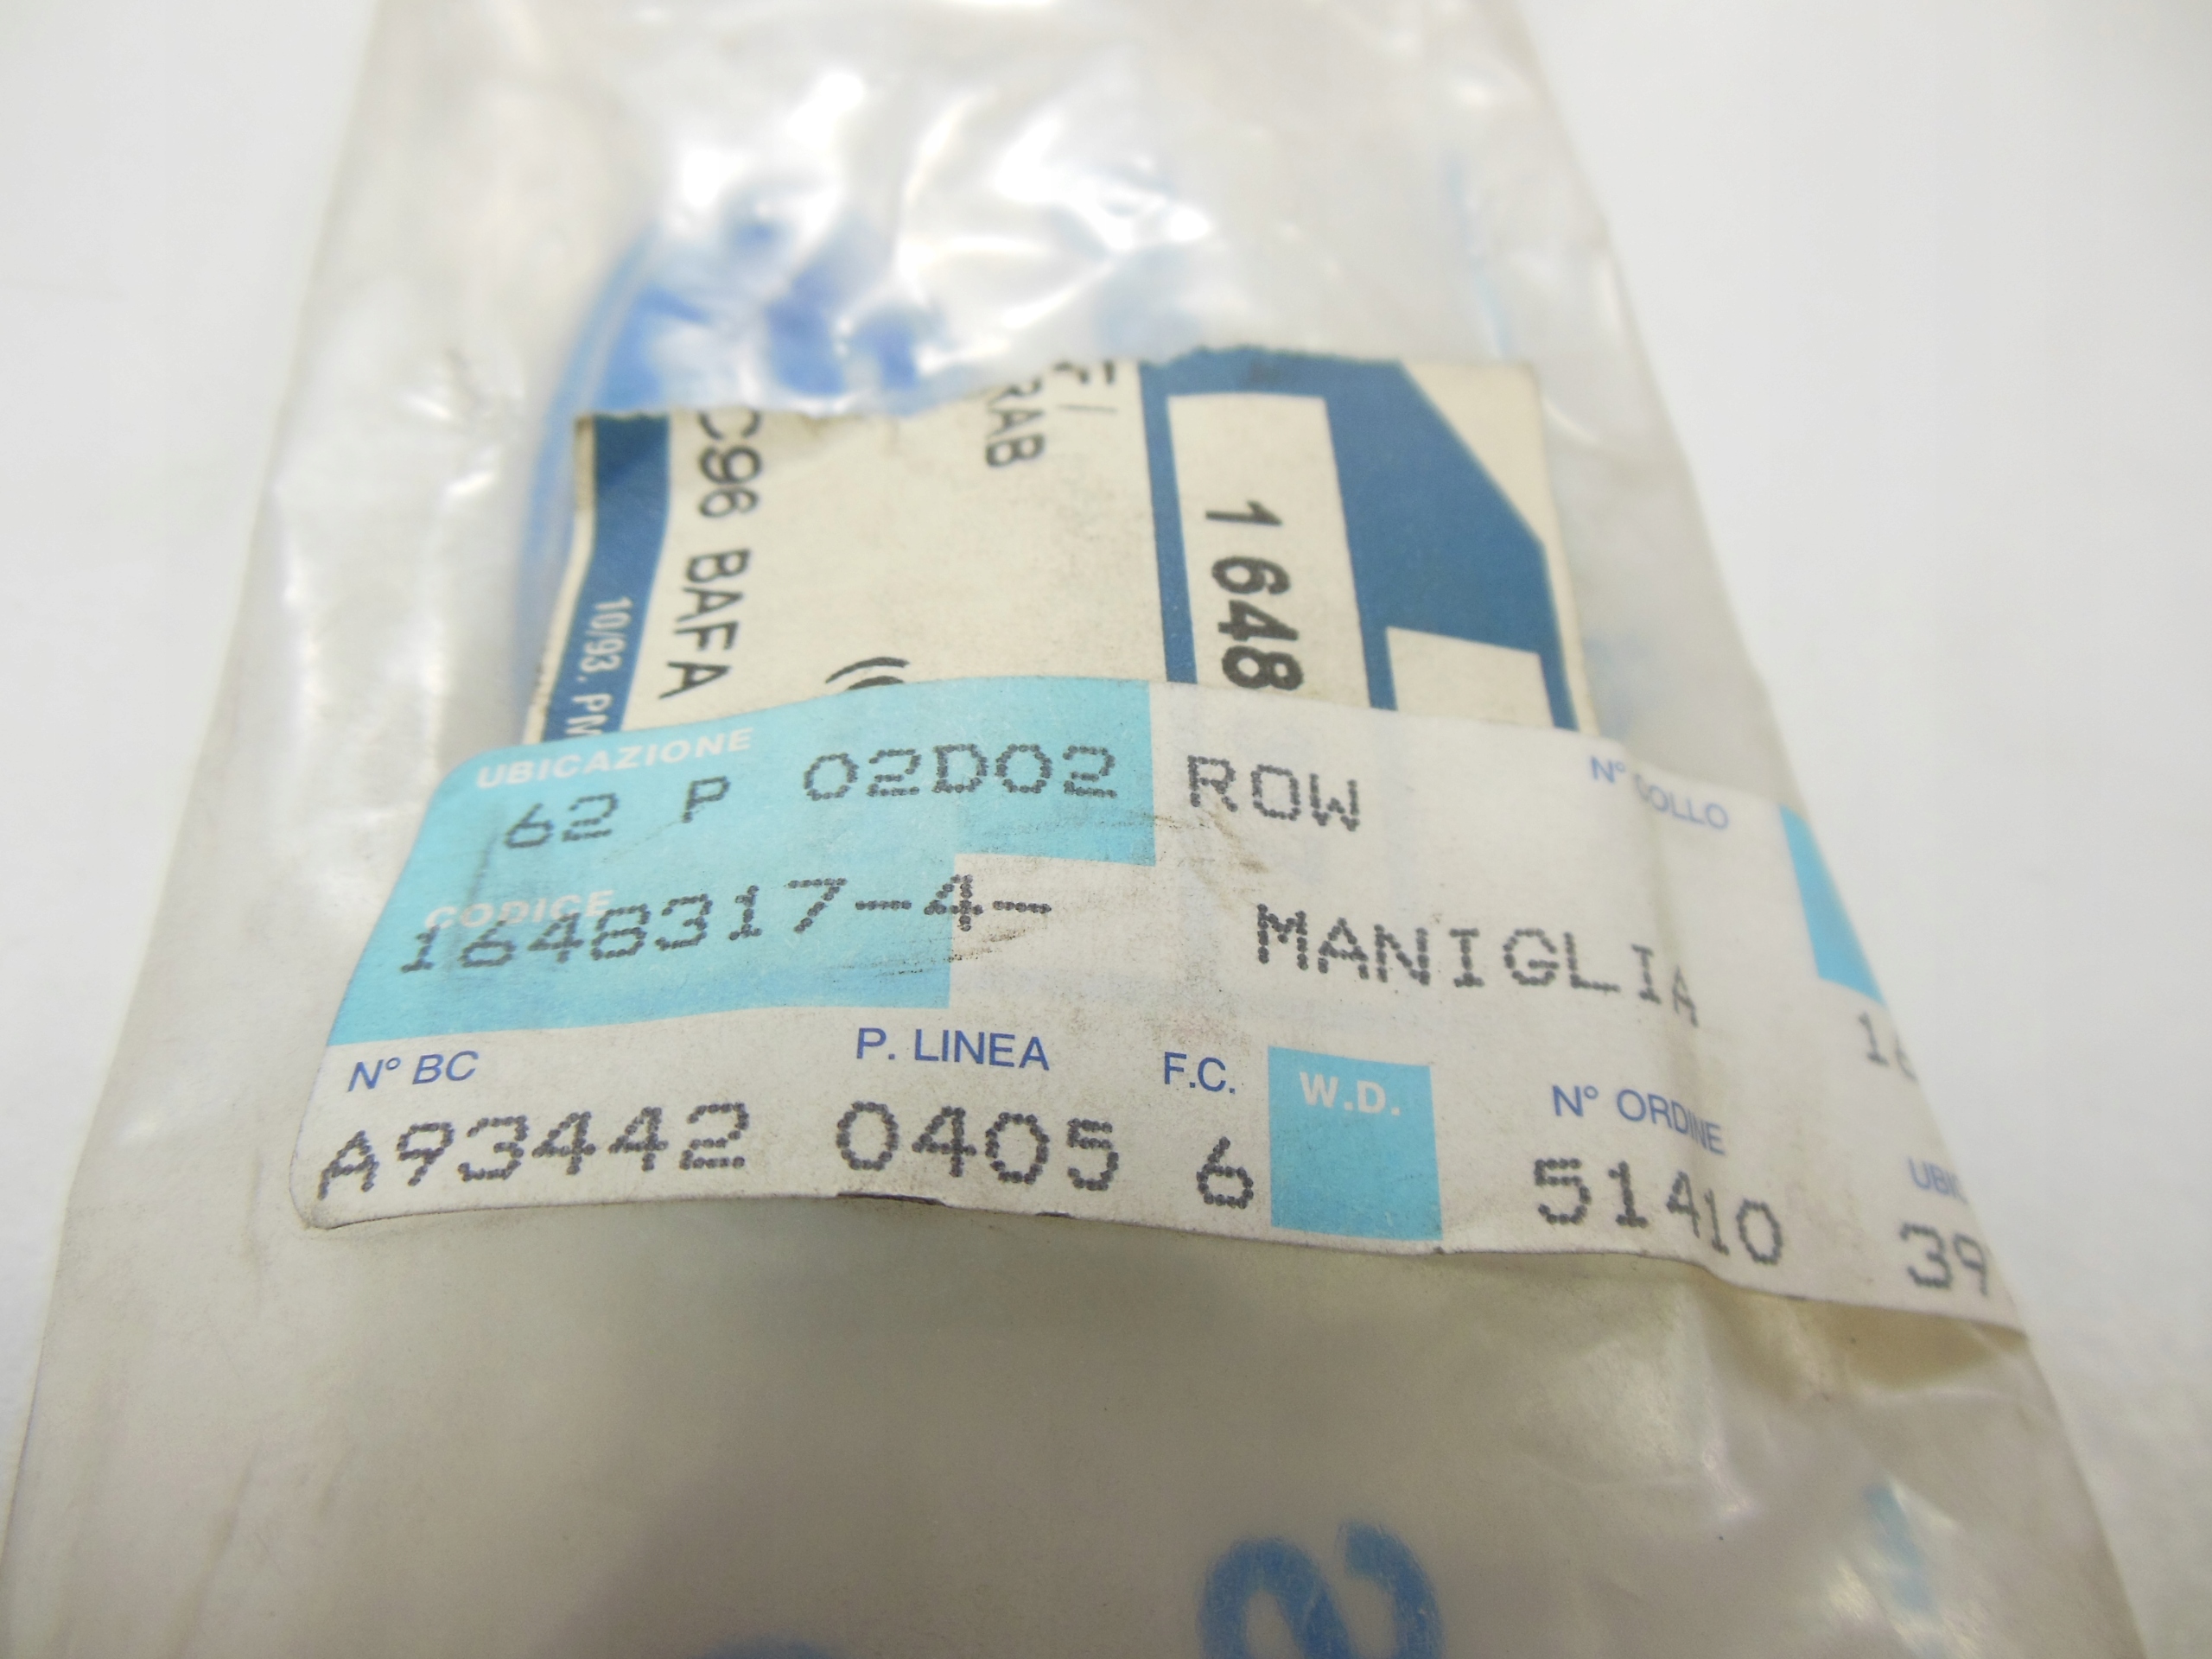 RAB
1648
C96 BAFA
10/93. PM
UBICAZIONE
62 P 02D02 ROW
N° COLLO
CODICE
1648317-4-
MANIGLIA
N° BC P. LINEA F.C. W.D. N° ORDINE
A93442 0405 6 51410
39